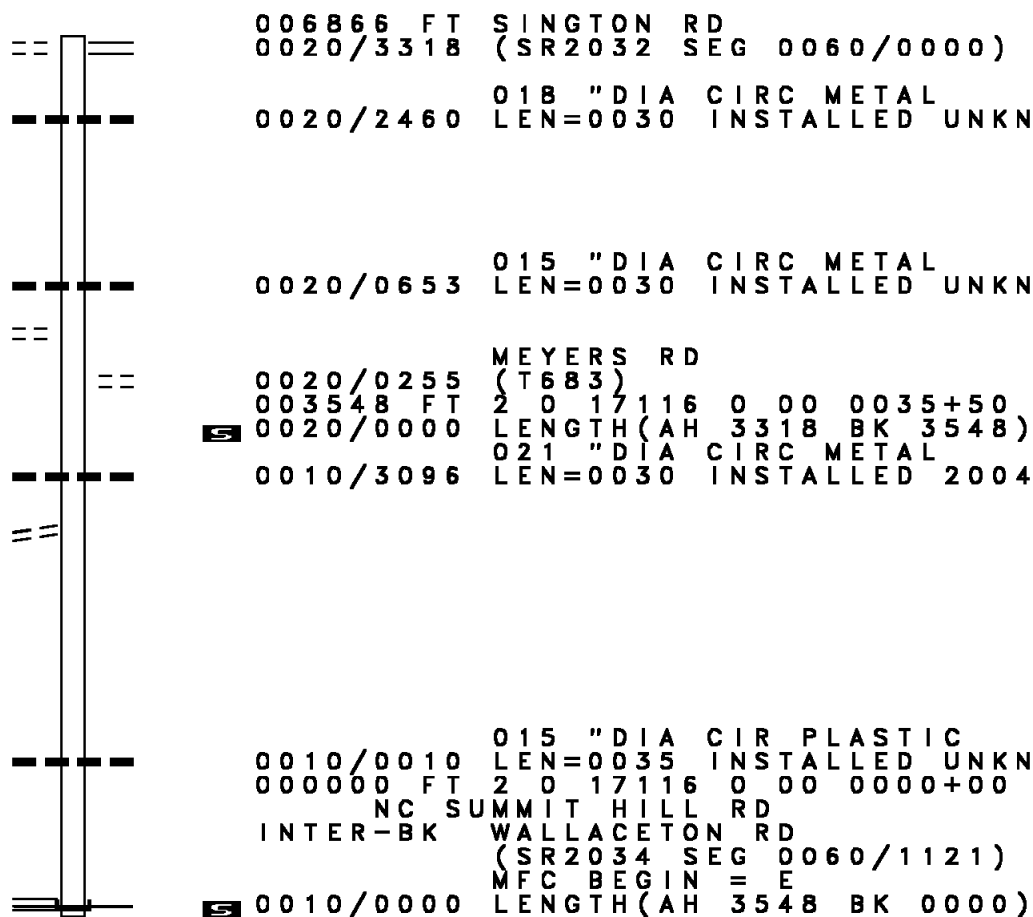 006866 FT SINGTON RD
0020/3318 (SR2032 SEG 0060/0000)
018 "DIA CIRC METAL
0020/2460 LEN=0030 INSTALLED UNKN
015 "DIA CIRC METAL
0020/0653 LEN=0030 INSTALLED UNKN
MEYERS RD
0020/0255 (T683)
003548 FT 2 0 17116 0 00 0035+50
S 0020/0000 LENGTH(AH 3318 BK 3548)
021 "DIA CIRC METAL
0010/3096 LEN=0030 INSTALLED 2004
015 "DIA CIR PLASTIC
0010/0010 LEN=0035 INSTALLED UNKN
000000 FT 2 0 17116 0 00 0000+00
NC SUMMIT HILL RD
INTER-BK WALLACETON RD
(SR2034 SEG 0060/1121)
MFC BEGIN = E
S 0010/0000 LENGTH(AH 3548 BK 0000)